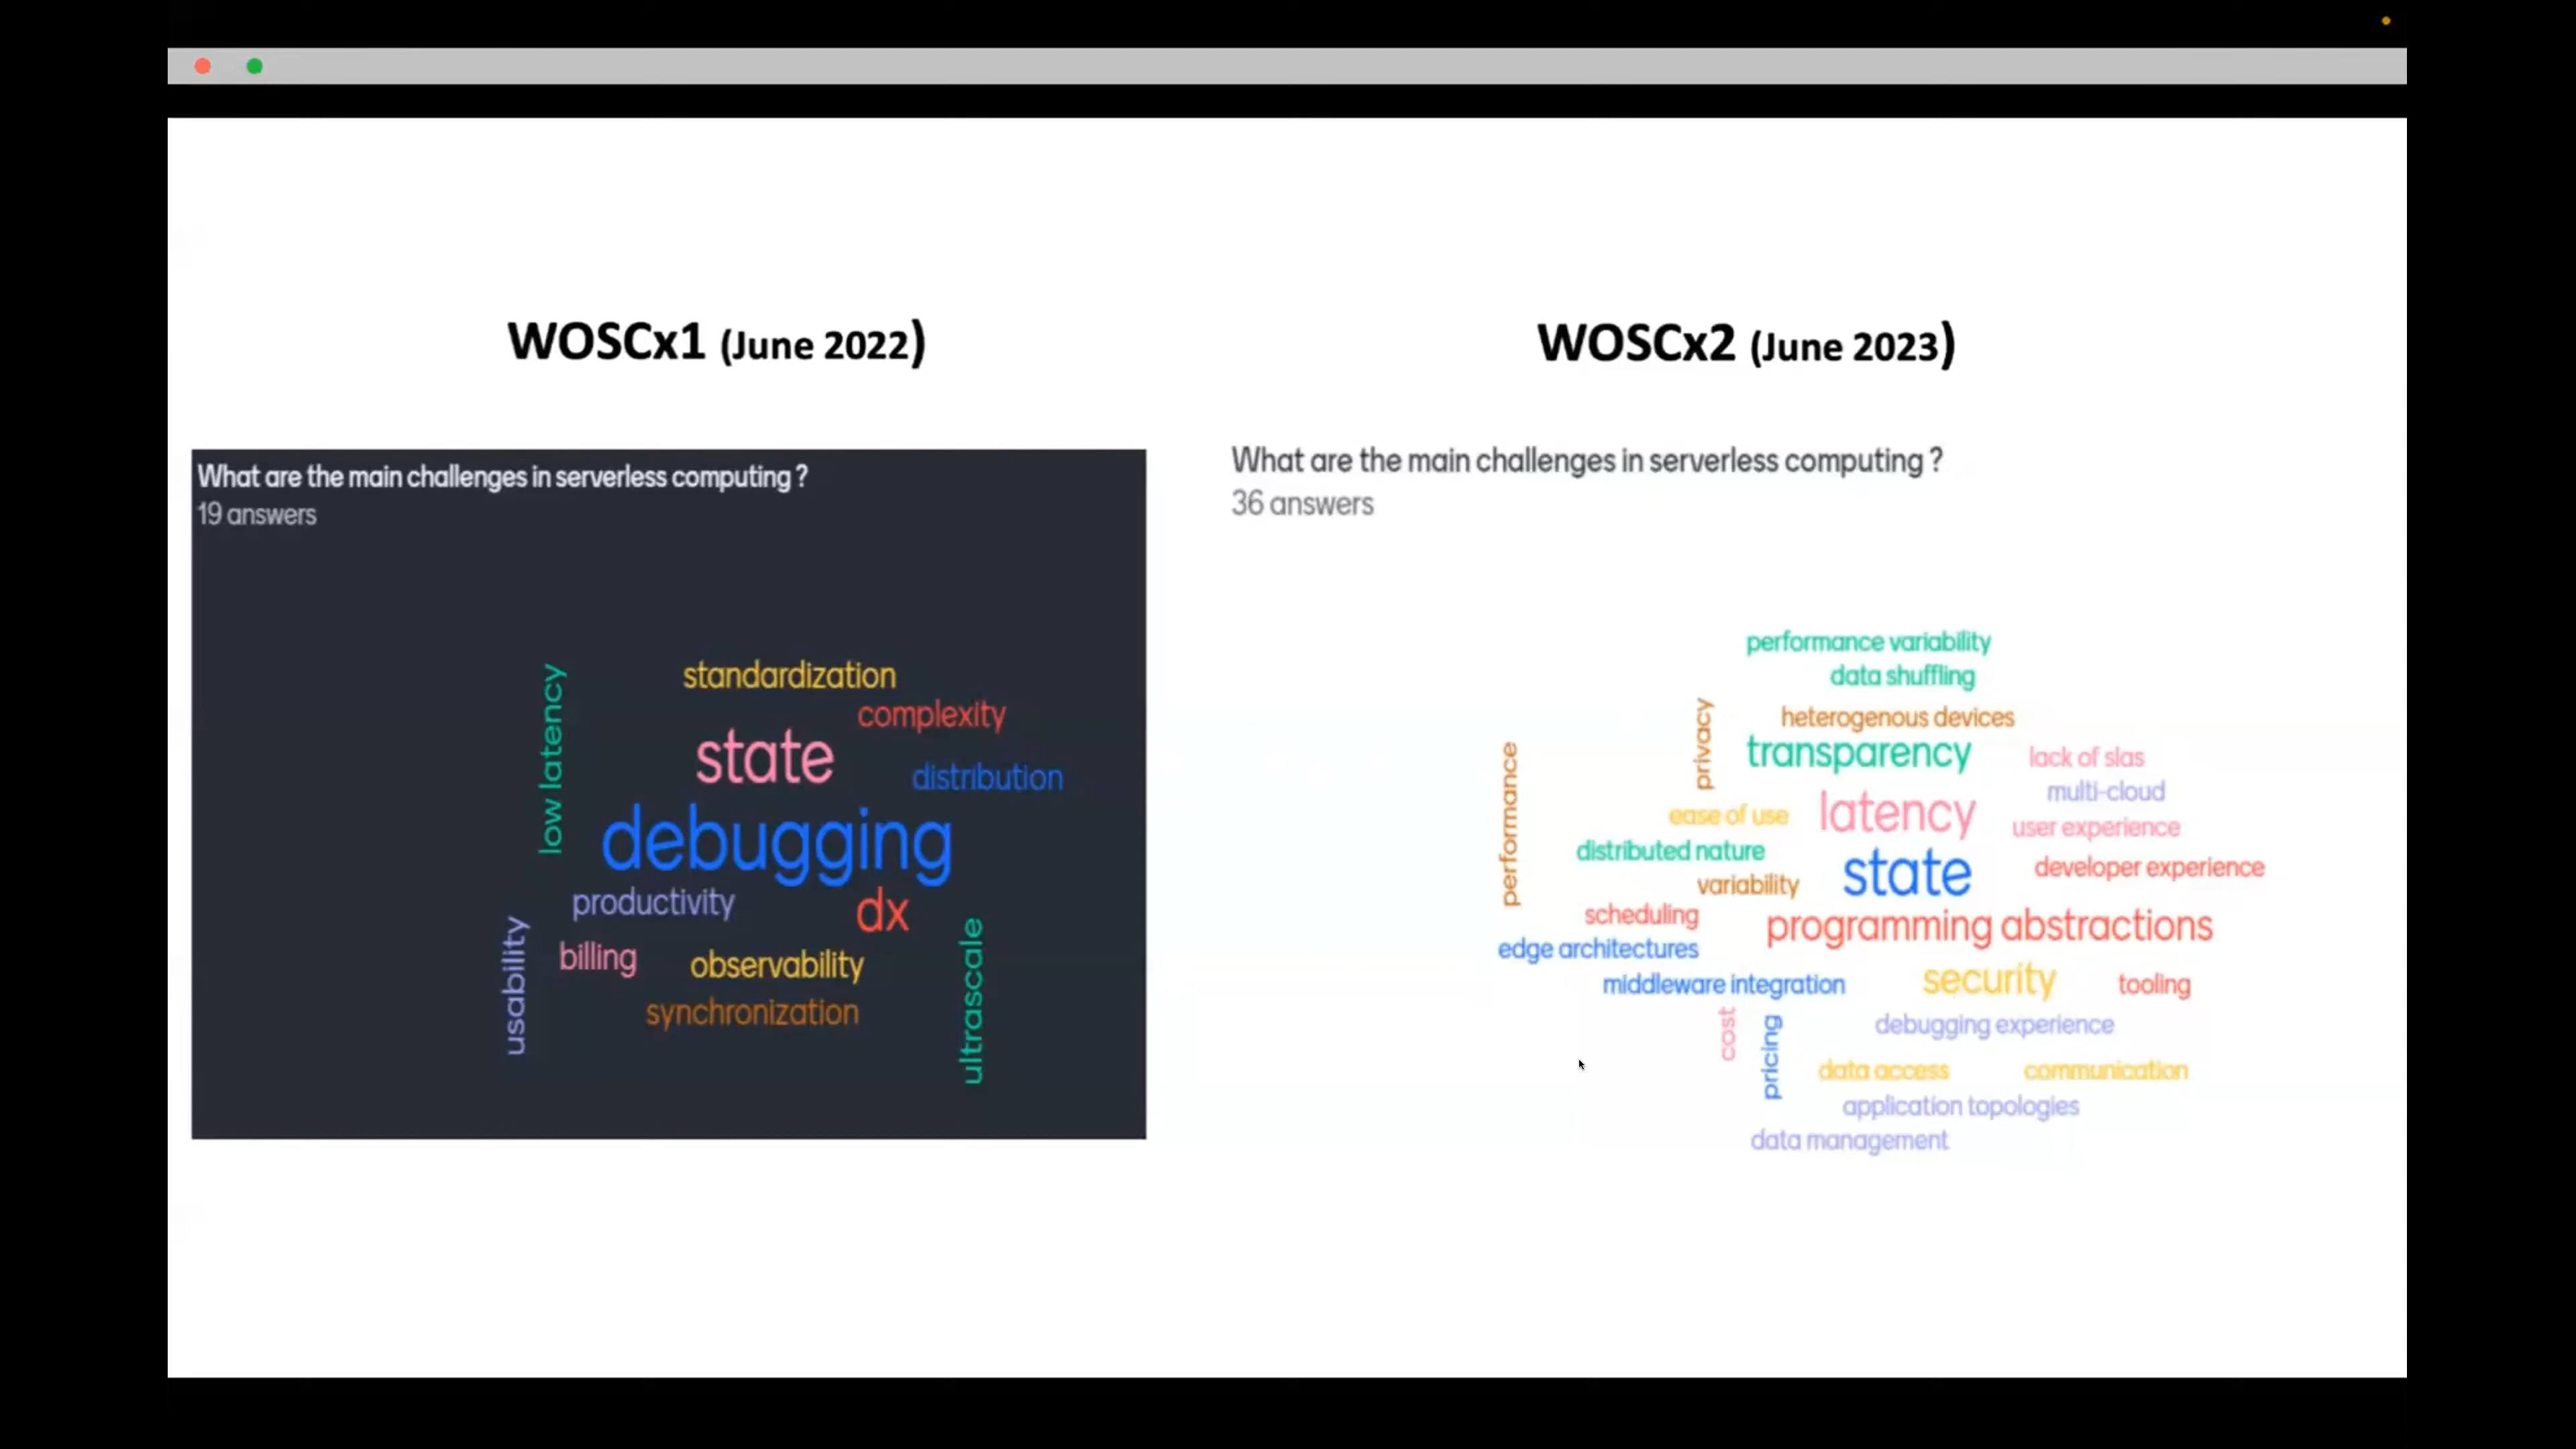 WOSCx1 (June 2022)
What are the main challenges in serverless computing ?
19 answers
standardization
low latency
complexity
state
distribution
debugging
productivity
dx
usability
billing
observability
ultrascale
synchronization
WOSCx2 (June 2023)
What are the main challenges in serverless computing ?
36 answers
performance variability
data shuffling
privacy
heterogenous devices
transparency
performance
lack of slas
multi-cloud
ease of use
latency
user experience
distributed nature
state
developer experience
variability
scheduling
programming abstractions
edge architectures
middleware integration
security
tooling
cost
pricing
debugging experience
data access
communication
application topologies
data management